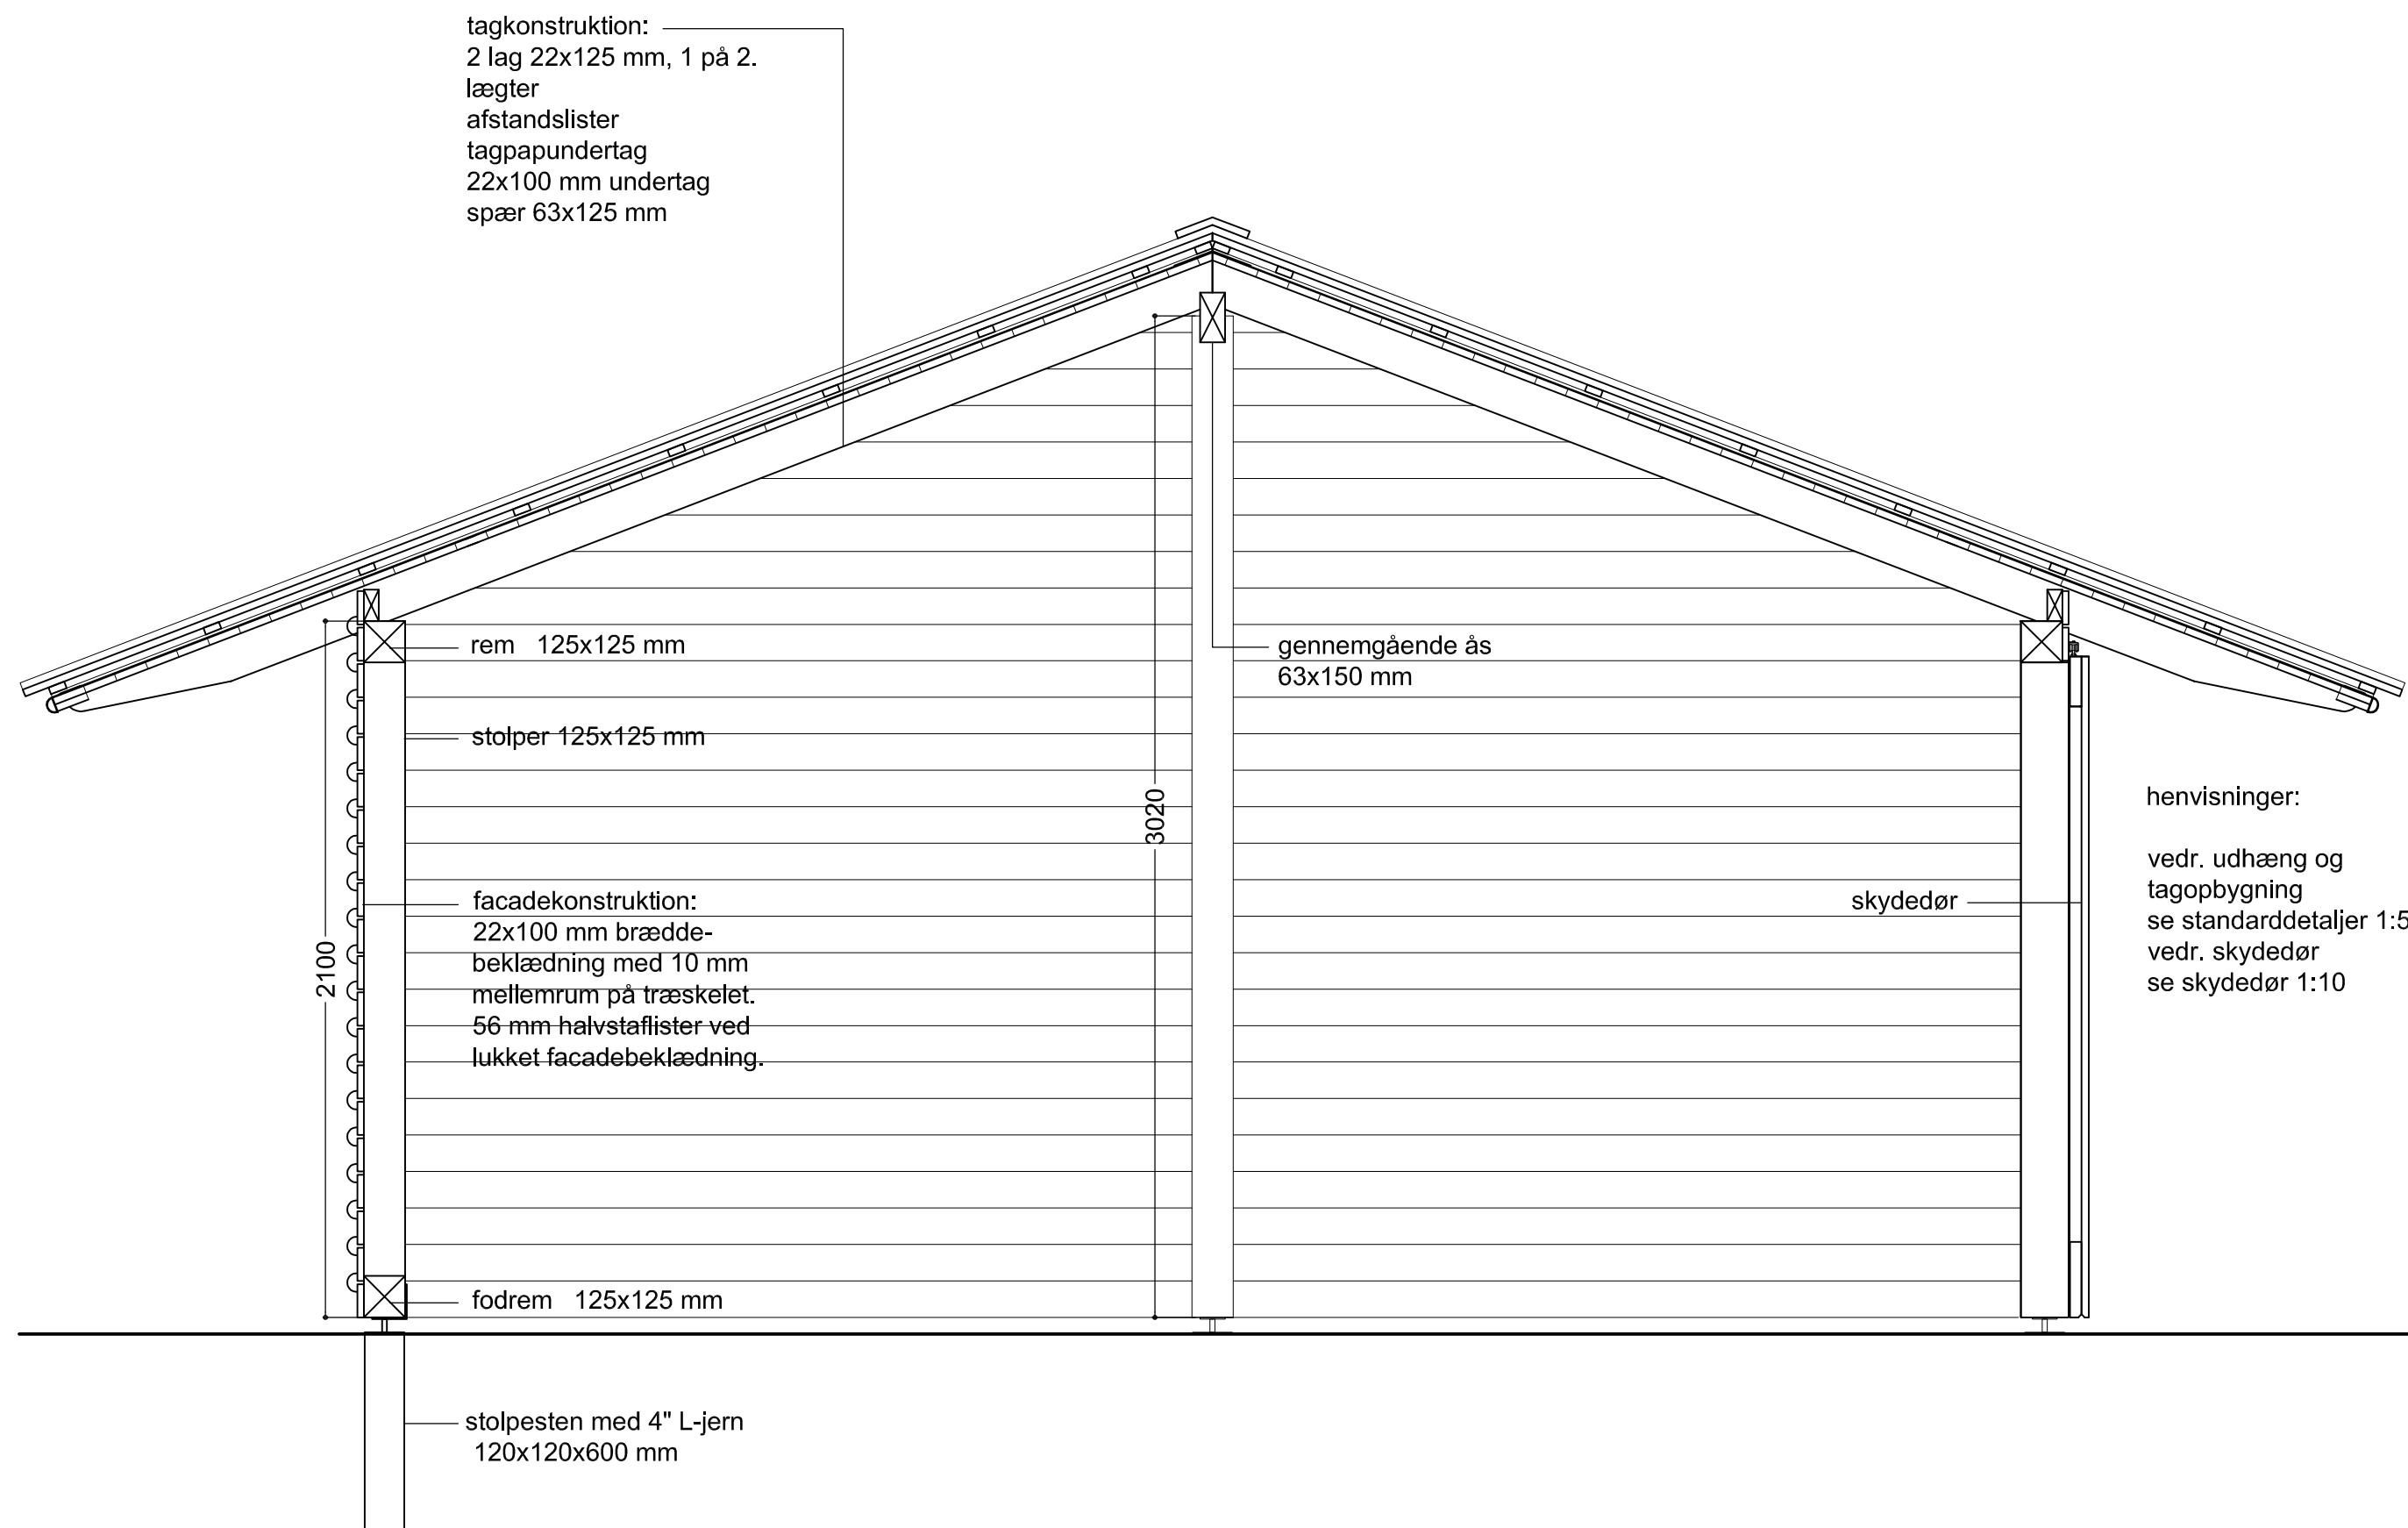 tagkonstruktion:
2 lag 22x125 mm, 1 på 2.
lægter
afstandslister
tagpapundertag
22x100 mm undertag
spær 63x125 mm
rem 125x125 mm
gennemgående ås
63x150 mm
stolper 125x125 mm
3020
henvisninger:
vedr. udhæng og
tagopbygning
se standarddetaljer 1:5
vedr. skydedør
se skydedør 1:10
skydedør
facadekonstruktion:
22x100 mm brædde-
beklædning med 10 mm
mellemrum på træskelet.
56 mm halvstaflister ved
lukket facadebeklædning.
2100
fodrem 125x125 mm
stolpesten med 4" L-jern
120x120x600 mm